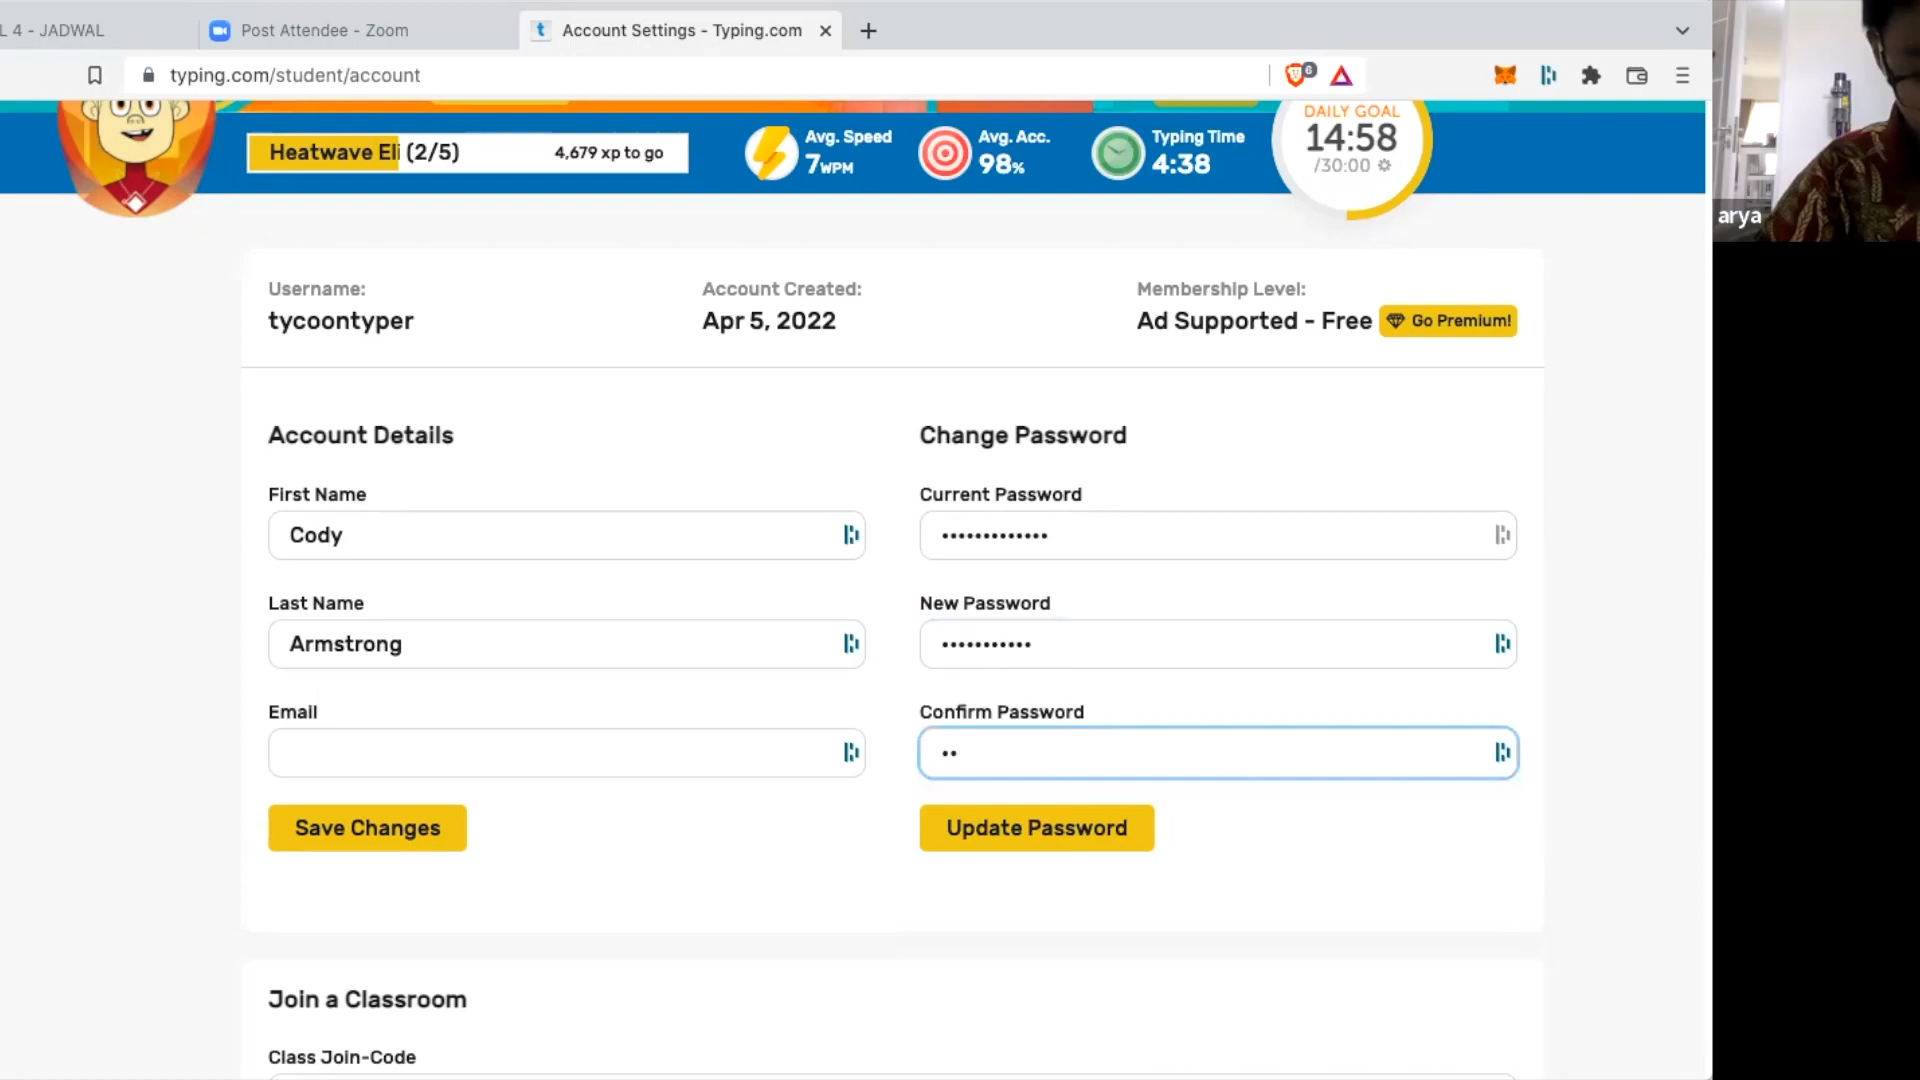 L 4 - JADWAL
Post Attendee - Zoom
Account Settings - Typing.com
typing.com/student/account
6
Heatwave Eli (2/5)
4,679 xp to go
Avg. Speed
7WPM
Avg. Acc.
98%
Typing Time
4:38
DAILY GOAL
14:58
/30:00
arya
Username:
tycoontyper
Account Created:
Apr 5, 2022
Membership Level:
Ad Supported - Free
Go Premium!
Account Details
First Name
Cody
Last Name
Armstrong
Email
Save Changes
Change Password
Current Password
•••••••••••••
New Password
•••••••••••
Confirm Password
••
Update Password
Join a Classroom
Class Join-Code